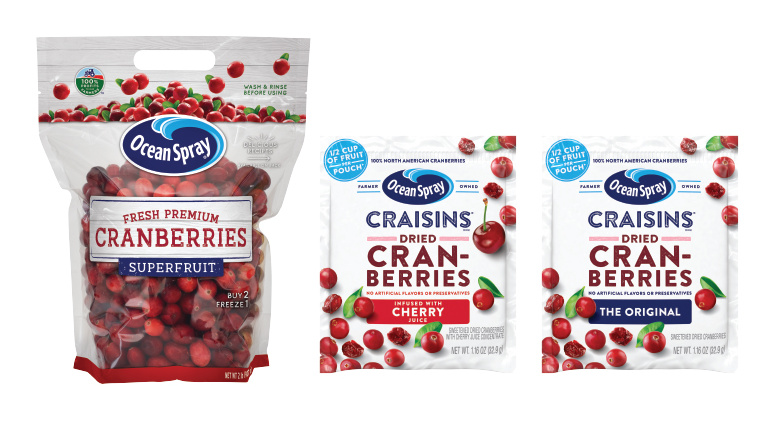 100%
WASH & RINSE
BEFORE USING
Ocean Spray®
DELICIOUS
RECIPES
FRESH PREMIUM
CRANBERRIES
SUPERFRUIT
BUY 2
FREEZE 1
NET WT 2 lb
1/2 CUP
OF FRUIT
PER
POUCH*
100% NORTH AMERICAN CRANBERRIES
FARMER OWNED
Ocean Spray
CRAISINS®
DRIED
CRAN-
BERRIES
NO ARTIFICIAL FLAVORS OR PRESERVATIVES
INFUSED WITH
CHERRY
JUICE
SWEETENED DRIED CRANBERRIES
WITH CHERRY JUICE CONCENTRATE
NET WT. 1.16 OZ (32.9 g)
1/2 CUP
OF FRUIT
PER
POUCH*
100% NORTH AMERICAN CRANBERRIES
FARMER OWNED
Ocean Spray
CRAISINS®
DRIED
CRAN-
BERRIES
NO ARTIFICIAL FLAVORS OR PRESERVATIVES
THE ORIGINAL
SWEETENED DRIED CRANBERRIES
NET WT. 1.16 OZ (32.9 g)